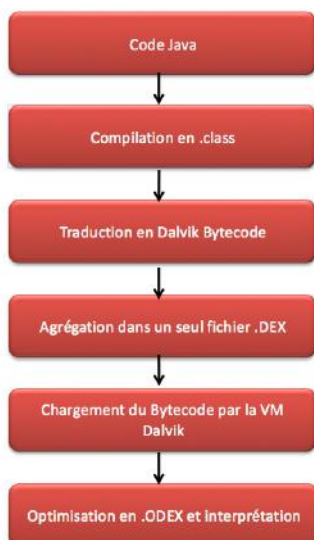 Code Java
Compilation en .class
Traduction en Dalvik Bytecode
Agrégation dans un seul fichier .DEX
Chargement du Bytecode par la VM
Dalvik
Optimisation en .ODEX et interprétation